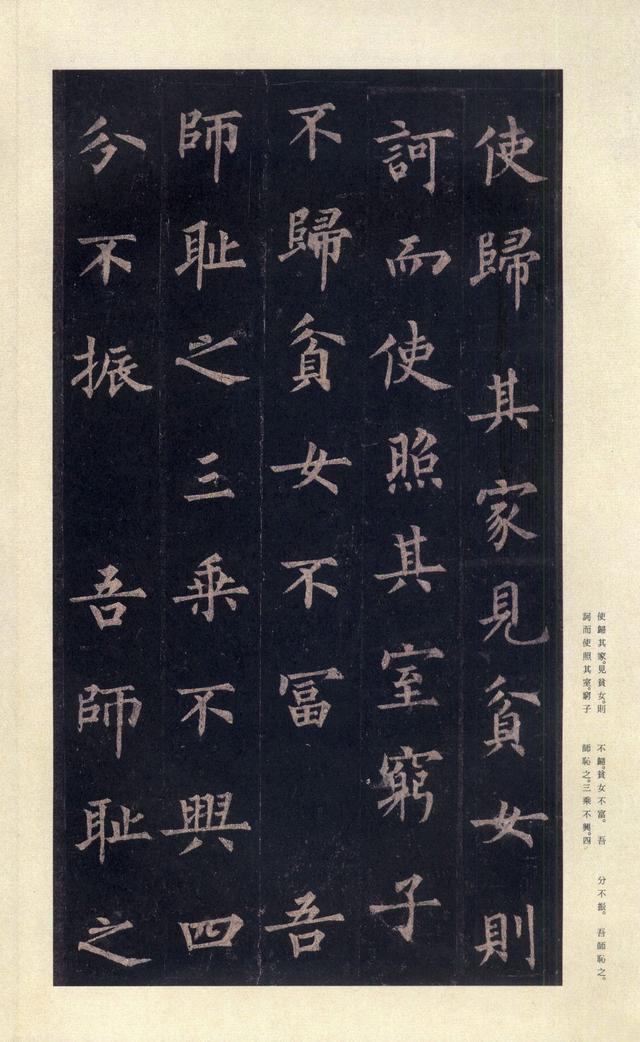 使歸其家見貧女則
訶而使照其室窮子
不歸貧女不冨吾
師耻之三乘不興四
分不振吾師耻之
使歸其家。見貧女。則
訶而使照其室。窮子
不歸。貧女不富。吾
師恥之。三乘不興。四
分不振。吾師恥之。